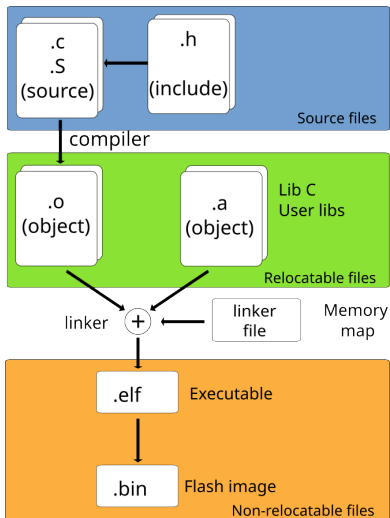 .c
.S
(source)
.h
(include)
Source files
compiler
.o
(object)
.a
(object)
Lib C
User libs
Relocatable files
linker
+
linker
file
Memory
map
.elf
Executable
.bin
Flash image
Non-relocatable files